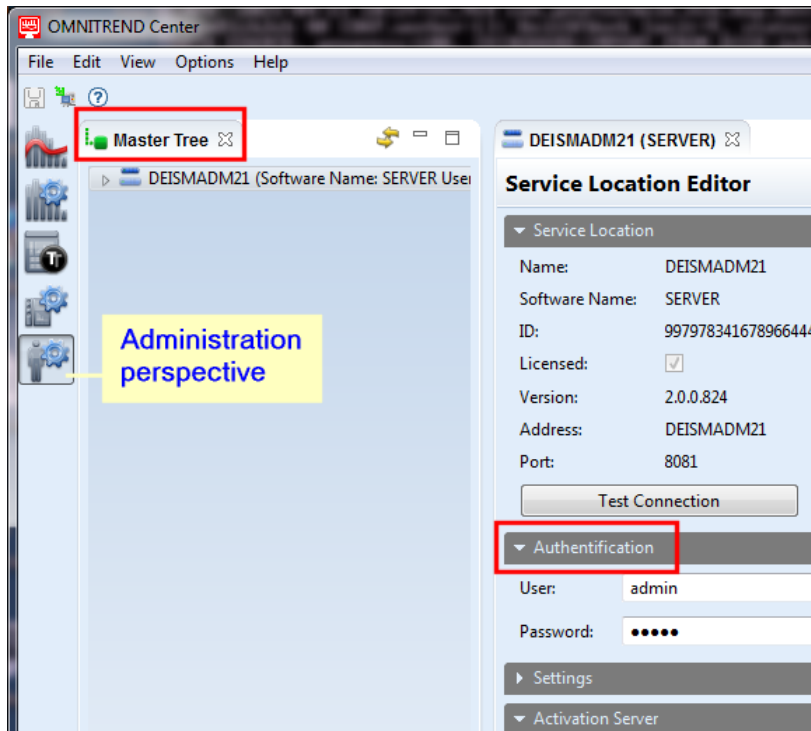 OMNITREND Center
File Edit View Options Help
Master Tree
DEISMADM21 (SERVER)
DEISMADM21 (Software Name: SERVER User
Service Location Editor
Service Location
Name: DEISMADM21
Software Name: SERVER
ID: 9979783416789664444
Licensed:
Version: 2.0.0.824
Address: DEISMADM21
Port: 8081
Test Connection
Administration
perspective
Authentification
User: admin
Password: •••••
Settings
Activation Server